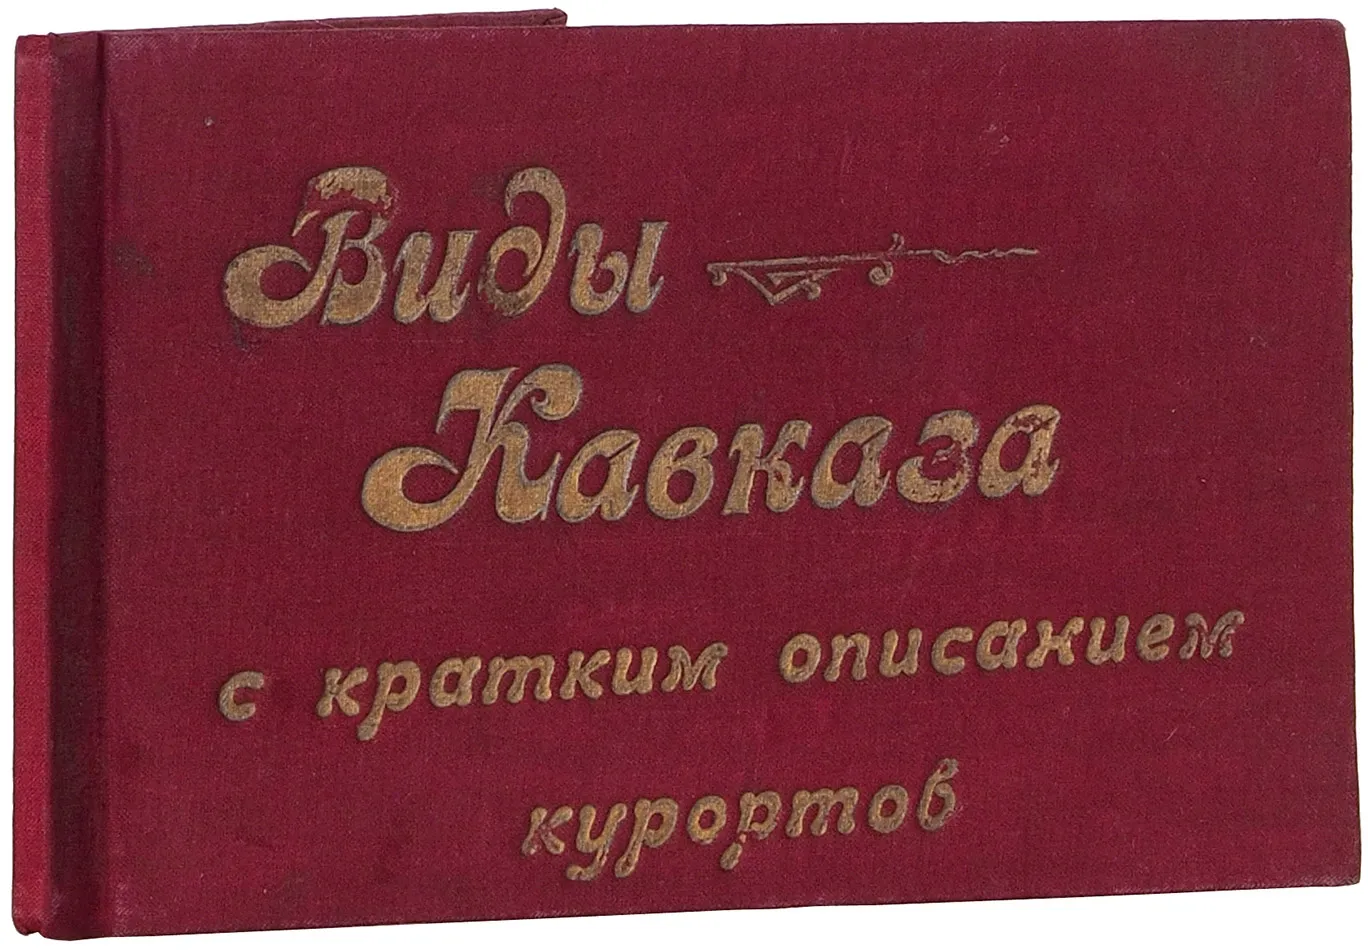 Виды
Кавказа
с кратким описанием
курортов